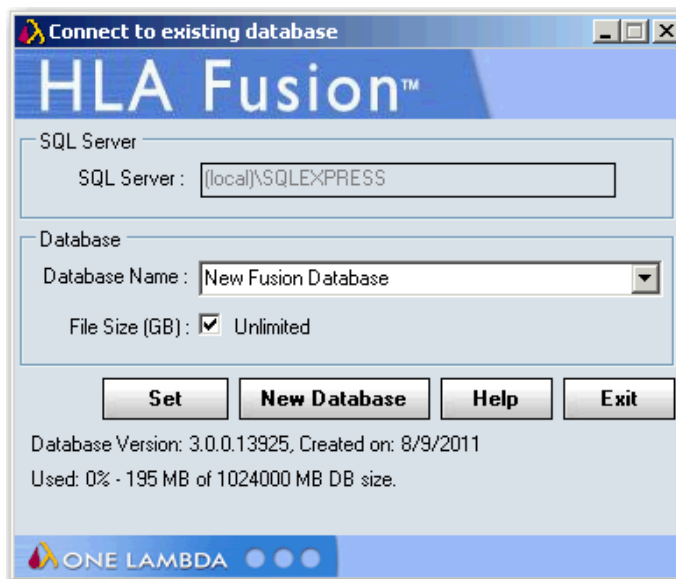 Connect to existing database
HLA Fusion™
SQL Server
SQL Server : (local)\SQLEXPRESS
Database
Database Name : New Fusion Database
File Size (GB) : Unlimited
Set New Database Help Exit
Database Version: 3.0.0.13925, Created on: 8/9/2011
Used: 0% - 195 MB of 1024000 MB DB size.
ONE LAMBDA